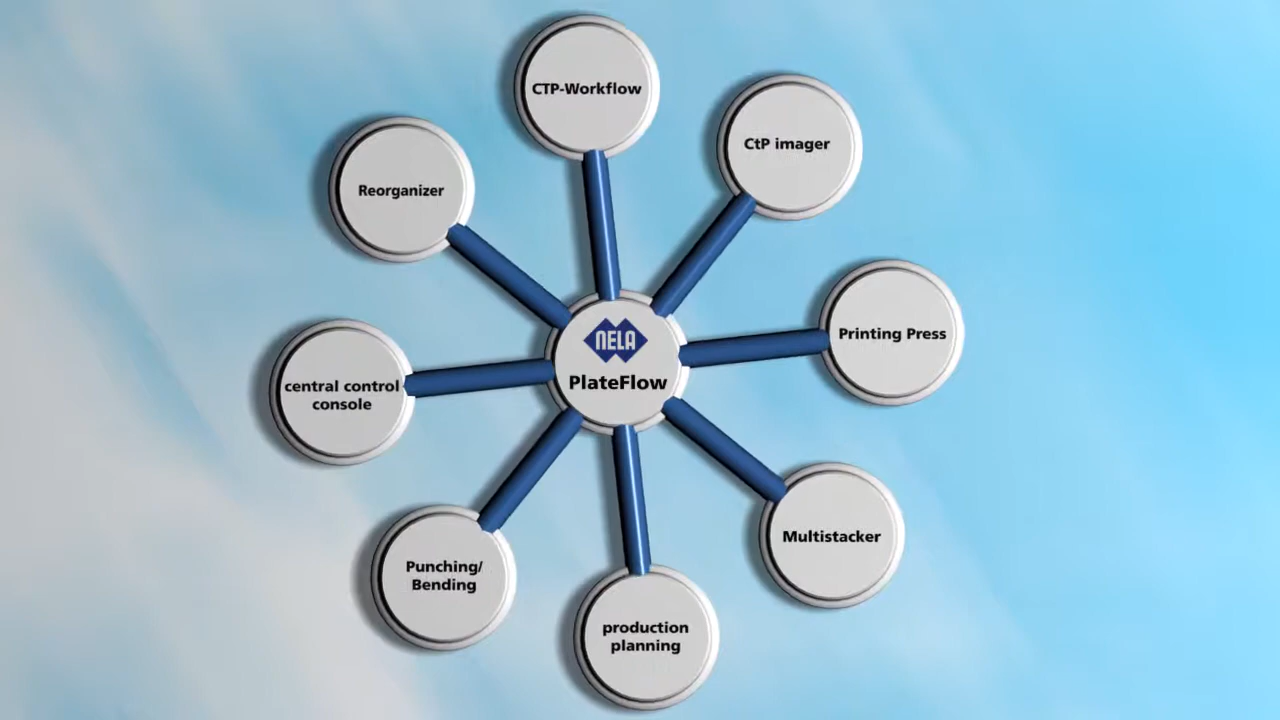 CTP-Workflow
CtP imager
Reorganizer
Printing Press
NELA
PlateFlow
central control
console
Multistacker
Punching/
Bending
production
planning